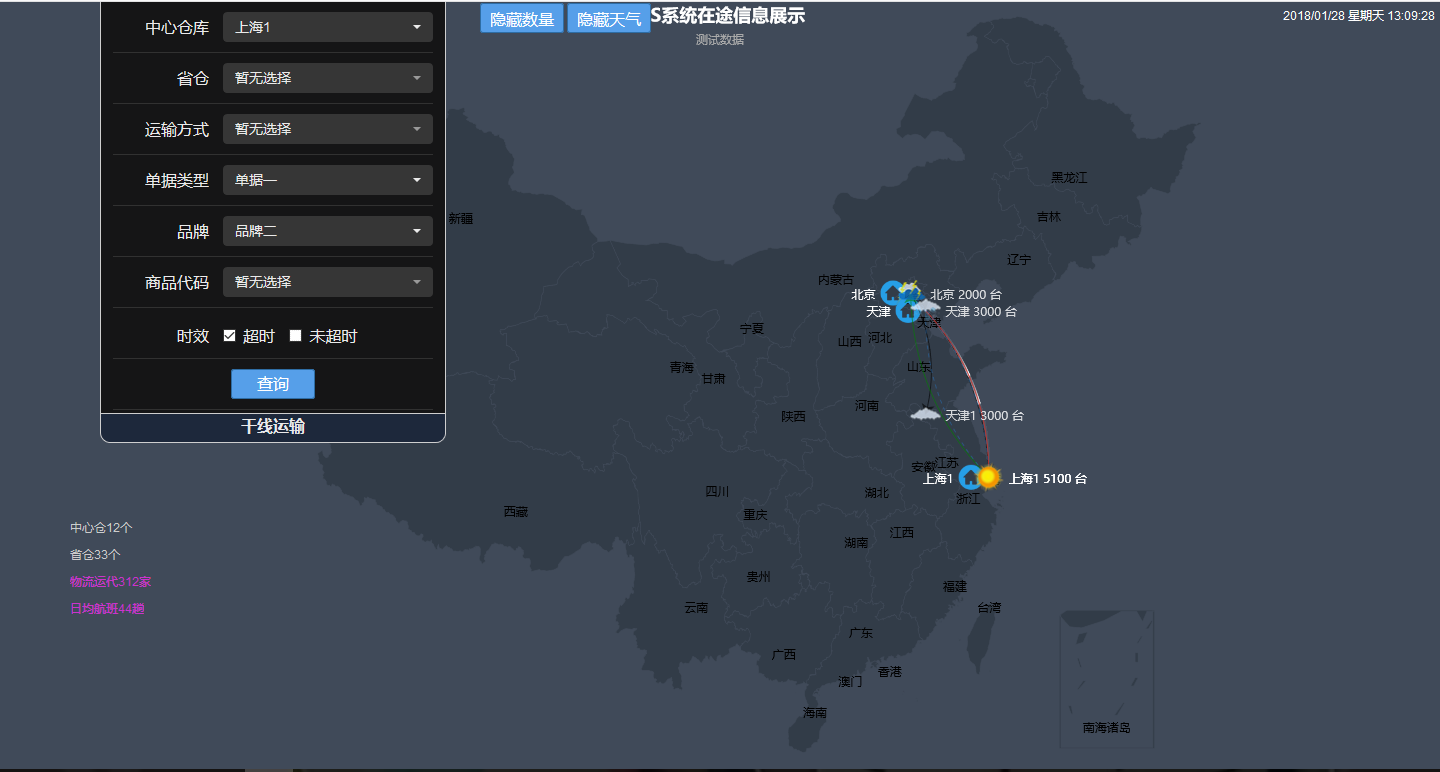 中心仓库 上海1
省仓 暂无选择
运输方式 暂无选择
单据类型 单据一
品牌 品牌二
商品代码 暂无选择
时效 超时 未超时
查询
干线运输
隐藏数量 隐藏天气 S系统在途信息展示
测试数据
2018/01/28 星期天 13:09:28
中心仓12个
省仓33个
物流运代312家
日均航班44趟
黑龙江
吉林
新疆
辽宁
内蒙古
北京 北京 2000 台
天津 天津 3000 台
天津
宁夏
山西 河北
青海 山东
甘肃
河南
陕西 天津1 3000 台
安徽 江苏
上海1 上海1 5100 台
四川 湖北 浙江
西藏 重庆
江西
湖南
贵州
福建
云南 台湾
广东
广西
香港
澳门
海南
南海诸岛